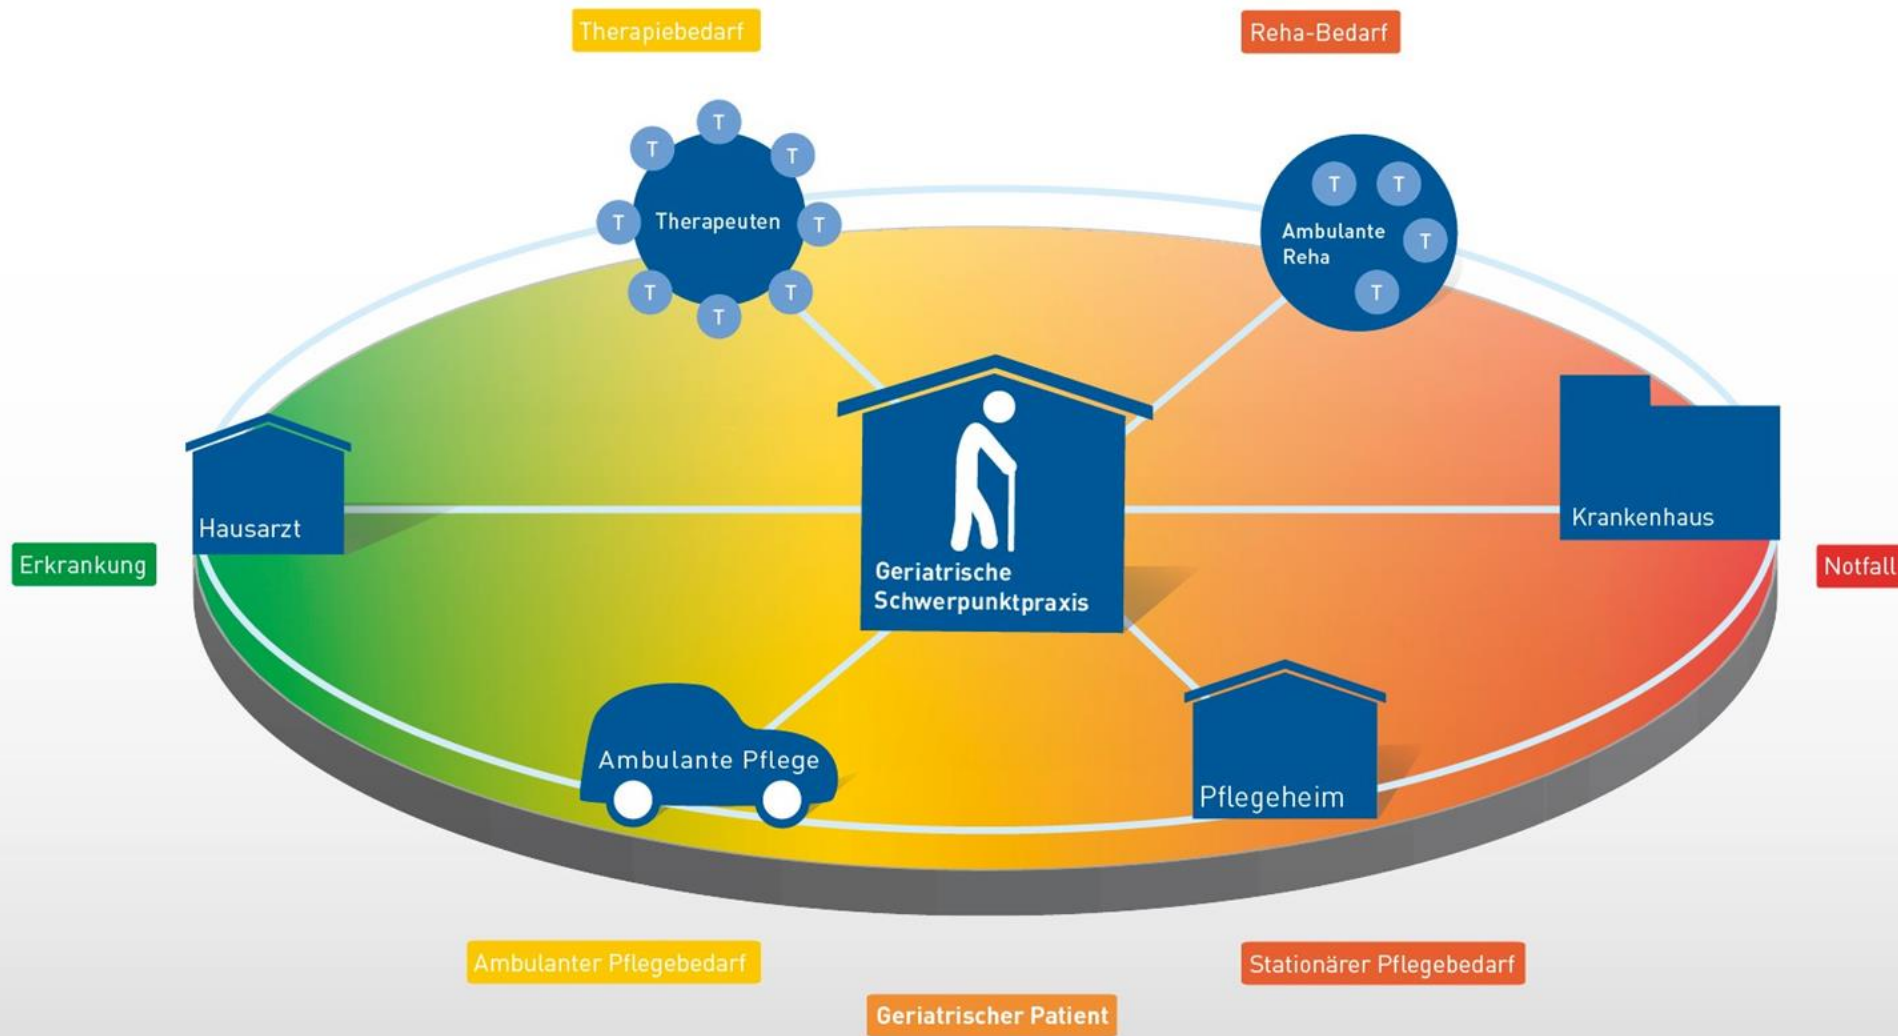 Therapiebedarf
Reha-Bedarf
T
T
T
T
T
T
T
T
Therapeuten
T
T
T
T
Ambulante
Reha
Hausarzt
Krankenhaus
Erkrankung
Notfall
Geriatrische
Schwerpunktpraxis
Ambulante Pflege
Pflegeheim
Ambulanter Pflegebedarf
Stationärer Pflegebedarf
Geriatrischer Patient